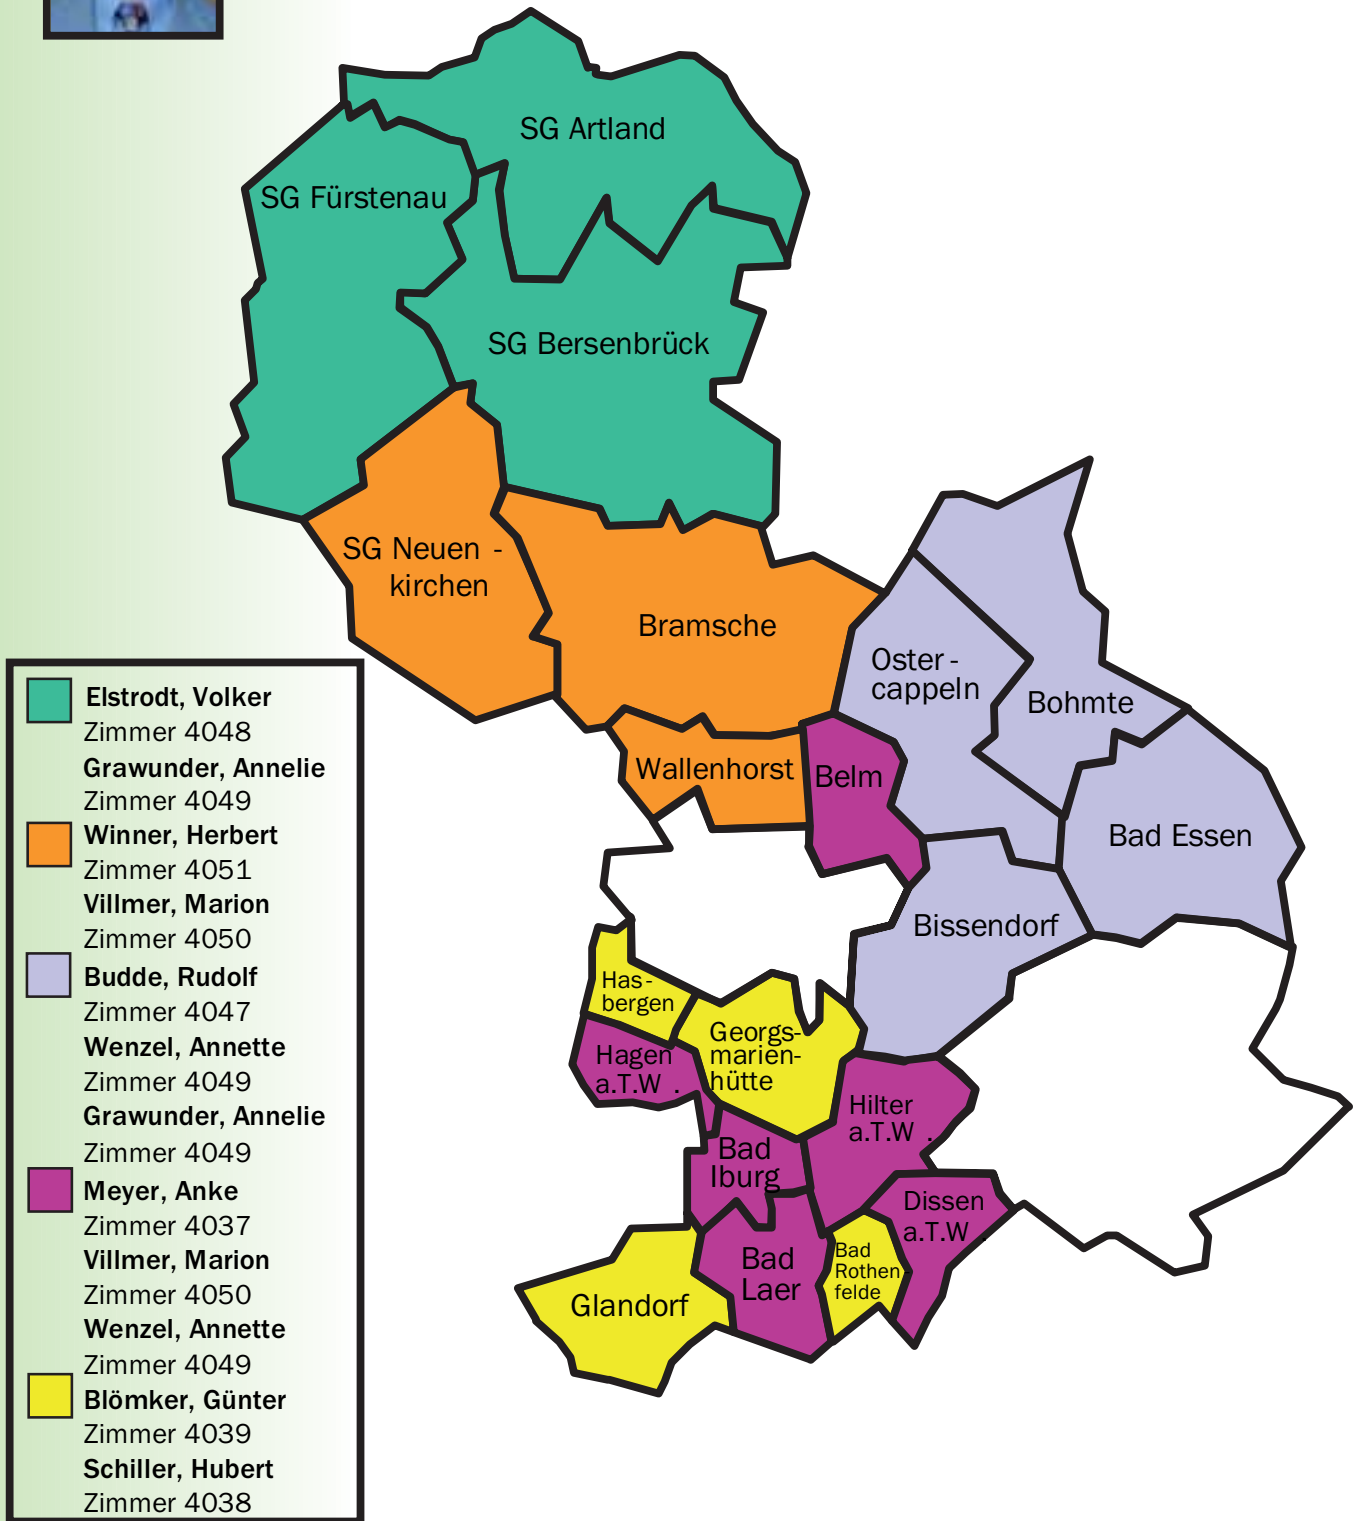 SG Artland
SG Fürstenau
SG Bersenbrück
SG Neuen -
kirchen
Bramsche
Oster -
cappeln
Bohmte
Wallenhorst
Belm
Bad Essen
Bissendorf
Has-
bergen
Georgs-
marien-
hütte
Hagen
a.T.W .
Hilter
a.T.W .
Bad
Iburg
Dissen
a.T.W .
Bad
Rothen-
felde
Bad
Laer
Glandorf
Elstrodt, Volker
Zimmer 4048
Grawunder, Annelie
Zimmer 4049
Winner, Herbert
Zimmer 4051
Villmer, Marion
Zimmer 4050
Budde, Rudolf
Zimmer 4047
Wenzel, Annette
Zimmer 4049
Grawunder, Annelie
Zimmer 4049
Meyer, Anke
Zimmer 4037
Villmer, Marion
Zimmer 4050
Wenzel, Annette
Zimmer 4049
Blömker, Günter
Zimmer 4039
Schiller, Hubert
Zimmer 4038